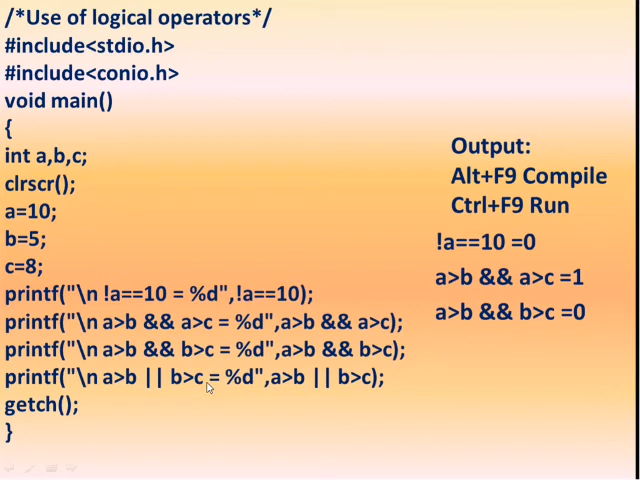 /*Use of logical operators*/
#include<stdio.h>
#include<conio.h>
void main()
{
int a,b,c;
clrscr();
a=10;
b=5;
c=8;
printf("\n !a==10 = %d",!a==10);
printf("\n a>b && a>c = %d",a>b && a>c);
printf("\n a>b && b>c = %d",a>b && b>c);
printf("\n a>b || b>c = %d",a>b || b>c);
getch();
}
Output:
Alt+F9 Compile
Ctrl+F9 Run
!a==10 =0
a>b && a>c =1
a>b && b>c =0